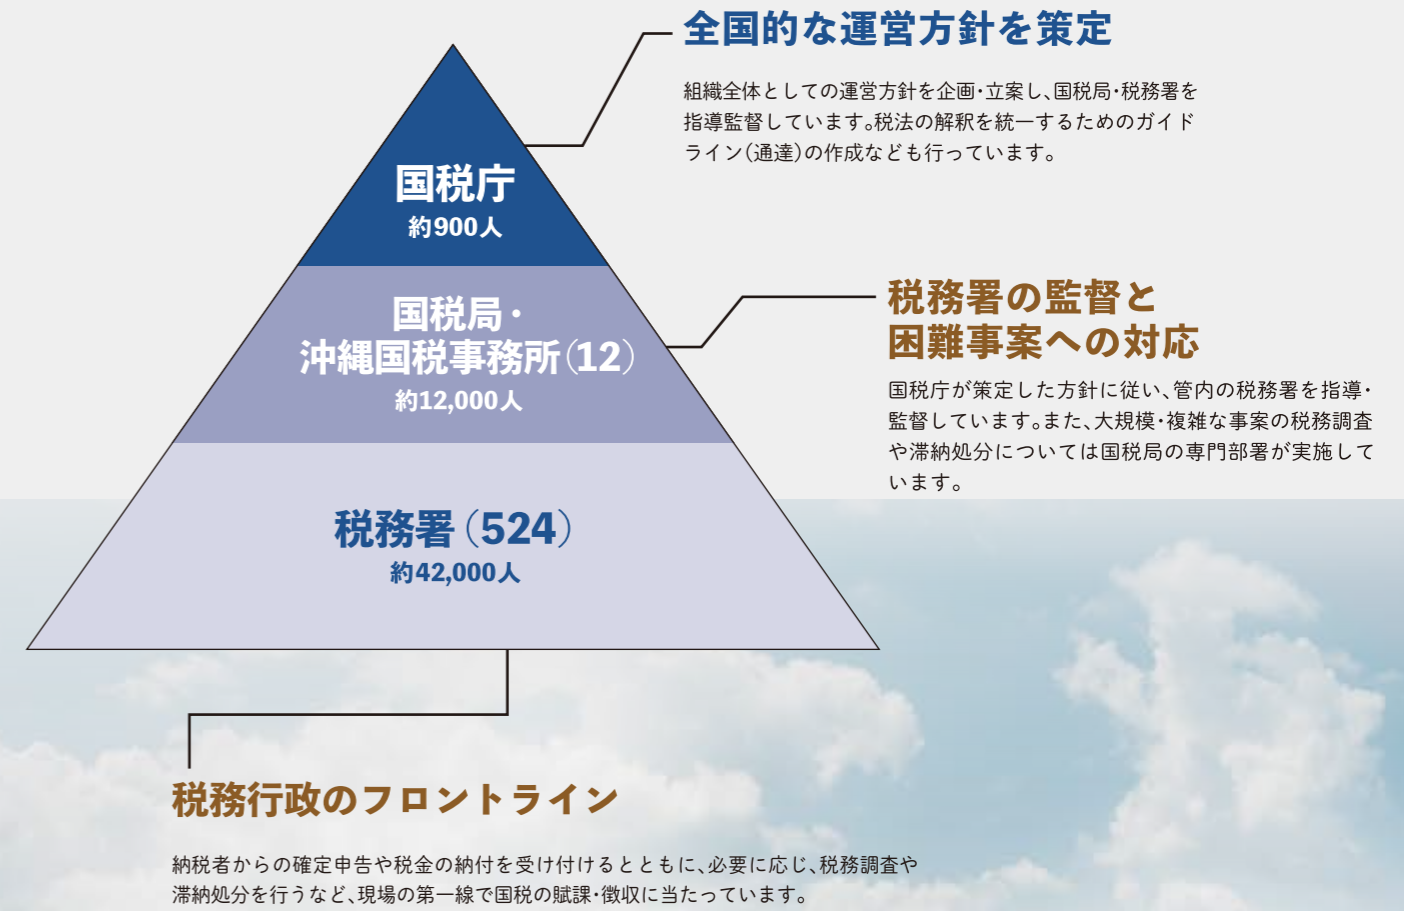 全国的な運営方針を策定
組織全体としての運営方針を企画・立案し、国税局・税務署を
指導監督しています。税法の解釈を統一するためのガイド
ライン（通達）の作成なども行っています。
国税庁
約900人
国税局・
沖縄国税事務所（12）
約12,000人
税務署の監督と
困難事案への対応
国税庁が策定した方針に従い、管内の税務署を指導・
監督しています。また、大規模・複雑な事案の税務調査
や滞納処分については国税局の専門部署が実施して
います。
税務署（524）
約42,000人
税務行政のフロントライン
納税者からの確定申告や税金の納付を受け付けるとともに、必要に応じ、税務調査や
滞納処分を行うなど、現場の第一線で国税の賦課・徴収に当たっています。